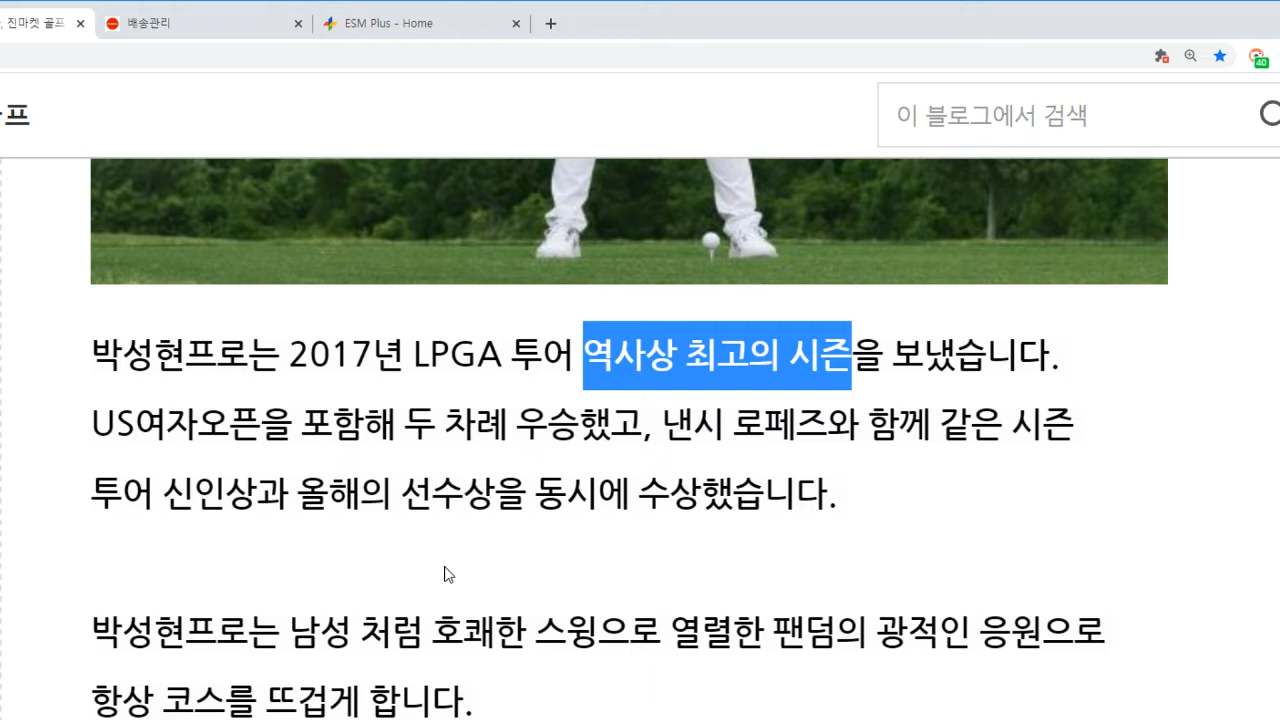 , 진마켓 골프
배송관리
ESM Plus - Home
40
프
이 블로그에서 검색
박성현프로는 2017년 LPGA 투어 역사상 최고의 시즌을 보냈습니다.
US여자오픈을 포함해 두 차례 우승했고, 낸시 로페즈와 함께 같은 시즌
투어 신인상과 올해의 선수상을 동시에 수상했습니다.
박성현프로는 남성 처럼 호쾌한 스윙으로 열렬한 팬덤의 광적인 응원으로
항상 코스를 뜨겁게 합니다.